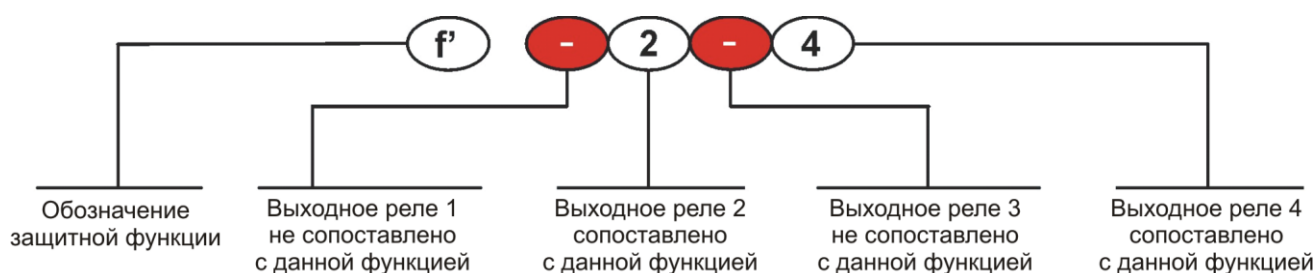 f’ - 2 - 4
Обозначение
защитной функции
Выходное реле 1
не сопоставлено
с данной функцией
Выходное реле 2
сопоставлено
с данной функцией
Выходное реле 3
не сопоставлено
с данной функцией
Выходное реле 4
сопоставлено
с данной функцией